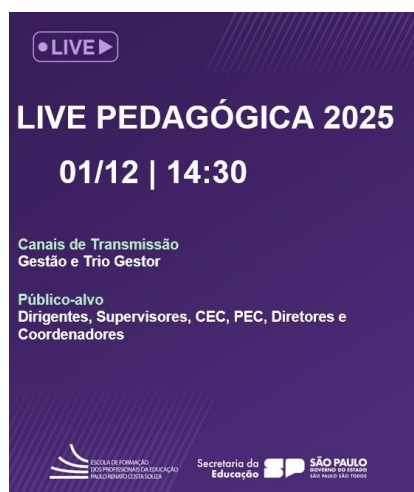 LIVE
LIVE PEDAGÓGICA 2025
01/12 | 14:30
Canais de Transmissão
Gestão e Trio Gestor
Público-alvo
Dirigentes, Supervisores, CEC, PEC, Diretores e
Coordenadores
ESCOLA DE FORMAÇÃO
DOS PROFISSIONAIS DA EDUCAÇÃO
PAULO RENATO COSTA SOUZA
Secretaria da
Educação
SP
SÃO PAULO
GOVERNO DO ESTADO
SÃO PAULO SÃO TODOS